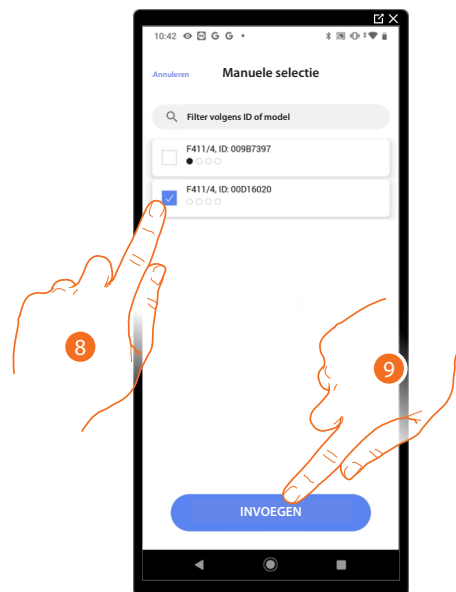 10:42 G G
Annuleren Manuele selectie
Filter volgens ID of model
F411/4, ID: 009B7397
F411/4, ID: 00D16020
8
9
INVOEGEN